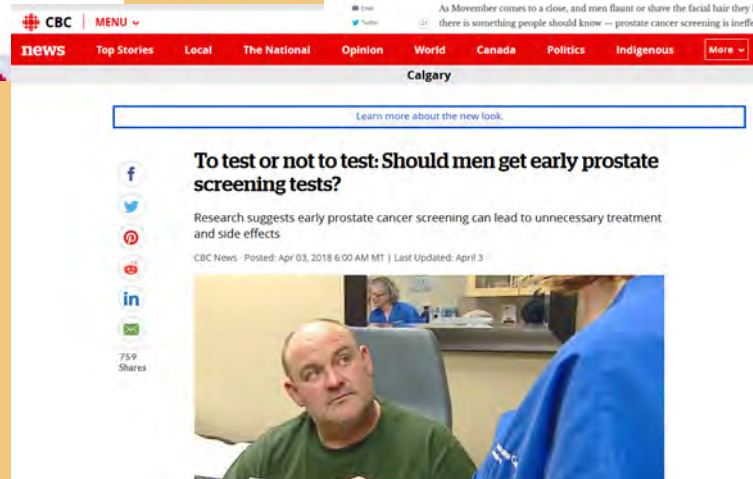 As Movember comes to a close, and men flaunt or shave the facial hair they
there is something people should know — prostate cancer screening is ineffe
Email
Twitter
CBC MENU
news Top Stories Local The National Opinion World Canada Politics Indigenous More
Calgary
Learn more about the new look.
To test or not to test: Should men get early prostate
screening tests?
Research suggests early prostate cancer screening can lead to unnecessary treatment
and side effects
CBC News · Posted: Apr 03, 2018 6:00 AM MT | Last Updated: April 3
f
in
759
Shares